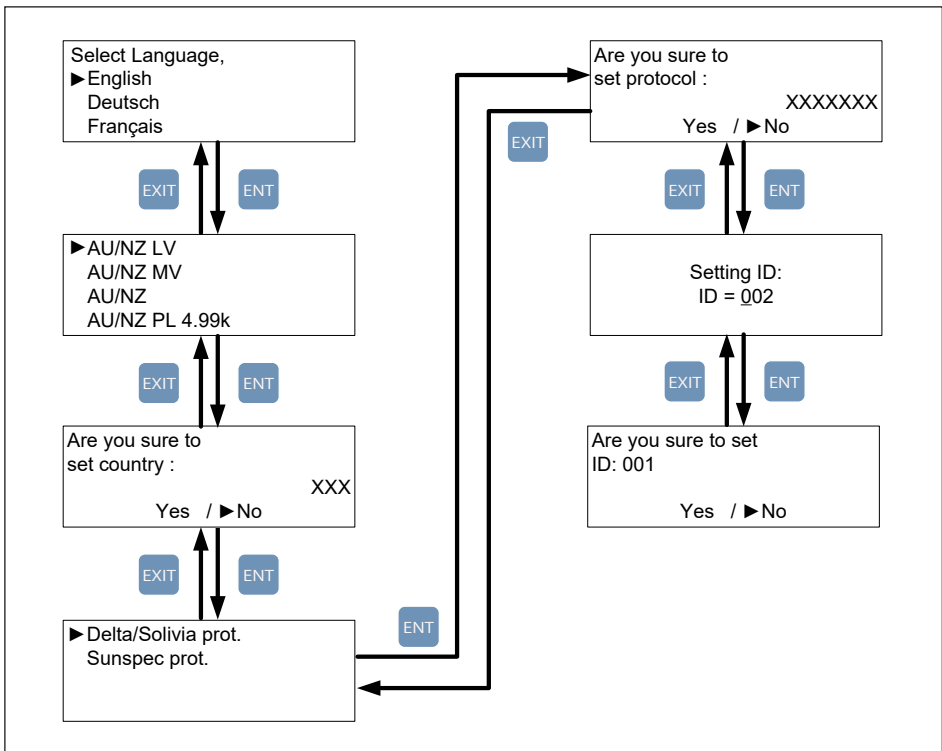 Select Language,
►English
Deutsch
Français
EXIT
ENT
►AU/NZ LV
AU/NZ MV
AU/NZ
AU/NZ PL 4.99k
EXIT
ENT
Are you sure to
set country :
XXX
Yes / ►No
EXIT
ENT
►Delta/Solivia prot.
Sunspec prot.
ENT
EXIT
Are you sure to
set protocol :
XXXXXXX
Yes / ►No
EXIT
ENT
Setting ID:
ID = 002
EXIT
ENT
Are you sure to set
ID: 001
Yes / ►No